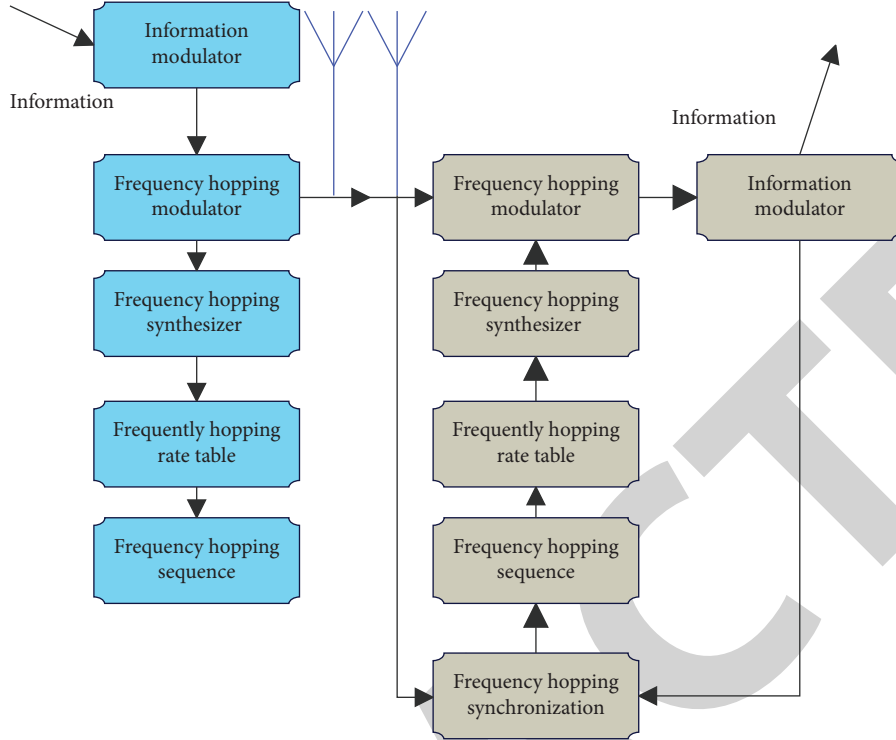 Information
modulator
Information
Frequency hopping
modulator
Frequency hopping
synthesizer
Frequently hopping
rate table
Frequency hopping
sequence
Frequency hopping
modulator
Frequency hopping
synthesizer
Frequently hopping
rate table
Frequency hopping
sequence
Frequency hopping
synchronization
Information
Information
modulator